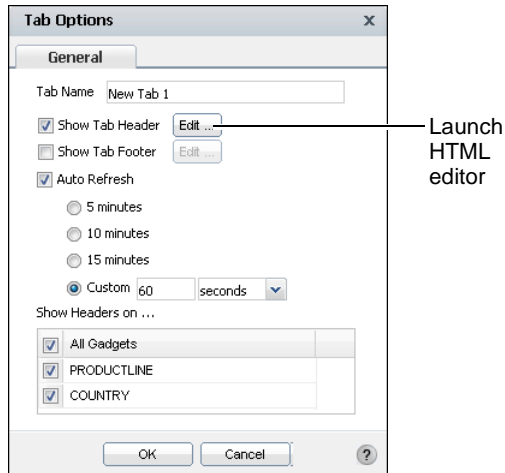 Tab Options x
General
Tab Name New Tab 1
Show Tab Header Edit ...
Show Tab Footer Edit ...
Auto Refresh
5 minutes
10 minutes
15 minutes
Custom 60 seconds
Show Headers on ...
All Gadgets
PRODUCTLINE
COUNTRY
OK Cancel ?
Launch
HTML
editor